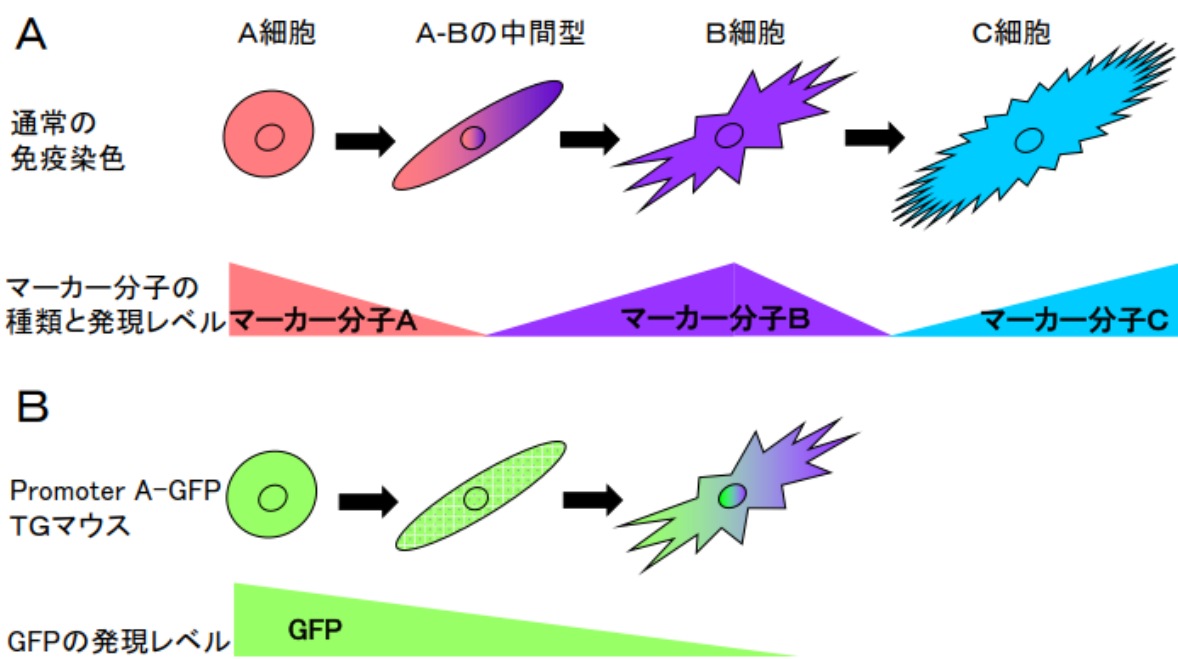 A
A細胞
A-Bの中間型
B細胞
C細胞
通常の
免疫染色
マーカー分子の
種類と発現レベル
マーカー分子A
マーカー分子B
マーカー分子C
B
Promoter A-GFP
TGマウス
GFPの発現レベル
GFP